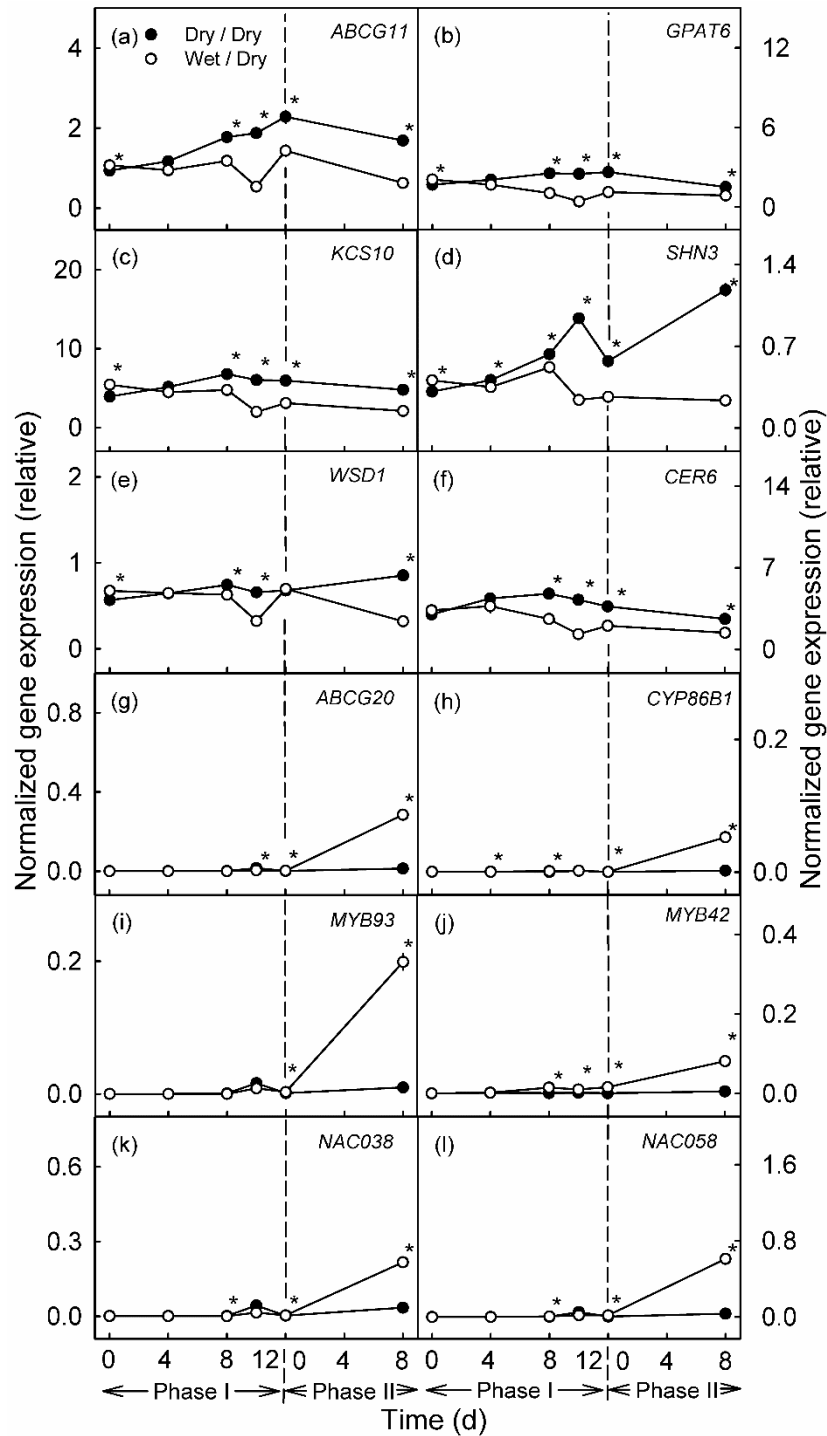 (a) Dry / Dry ABCG11
Wet / Dry
4
2
0
* * * * *
(b) GPAT6
12
6
0
* * * * *
(c) KCS10
20
10
0
* * * * *
(d) SHN3
1.4
0.7
0.0
* * * * * *
(e) WSD1
2
1
0
* * * *
(f) CER6
14
7
0
* * * *
(g) ABCG20
0.8
0.4
0.0
* * *
(h) CYP86B1
0.2
0.0
* * * *
(i) MYB93
0.2
0.0
* *
(j) MYB42
0.4
0.2
0.0
* * * *
(k) NAC038
0.6
0.3
0.0
* * *
(l) NAC058
1.6
0.8
0.0
* * *
Normalized gene expression (relative)
Normalized gene expression (relative)
0 4 8 12 0 4 8 0 4 8 12 0 4 8
Phase I Phase II Phase I Phase II
Time (d)